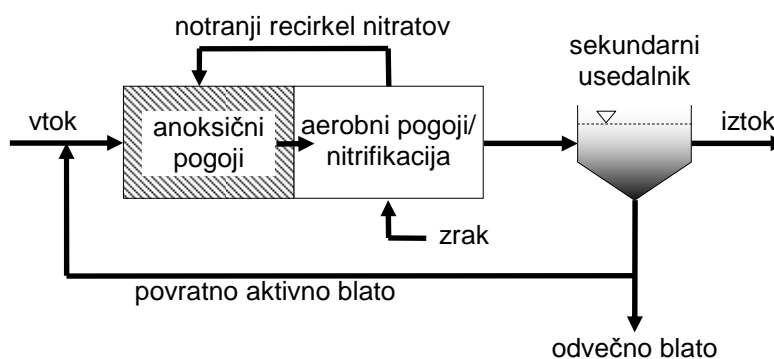 notranji recirkel nitratov
sekundarni
usedalnik
vtok
anoksični
pogoji
aerobni pogoji/
nitrifikacija
iztok
zrak
povratno aktivno blato
odvečno blato